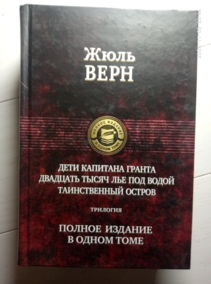 Жюль
ВЕРН
ДЕТИ КАПИТАНА ГРАНТА
ДВАДЦАТЬ ТЫСЯЧ ЛЬЕ ПОД ВОДОЙ
ТАИНСТВЕННЫЙ ОСТРОВ
ТРИЛОГИЯ
ПОЛНОЕ ИЗДАНИЕ
В ОДНОМ ТОМЕ